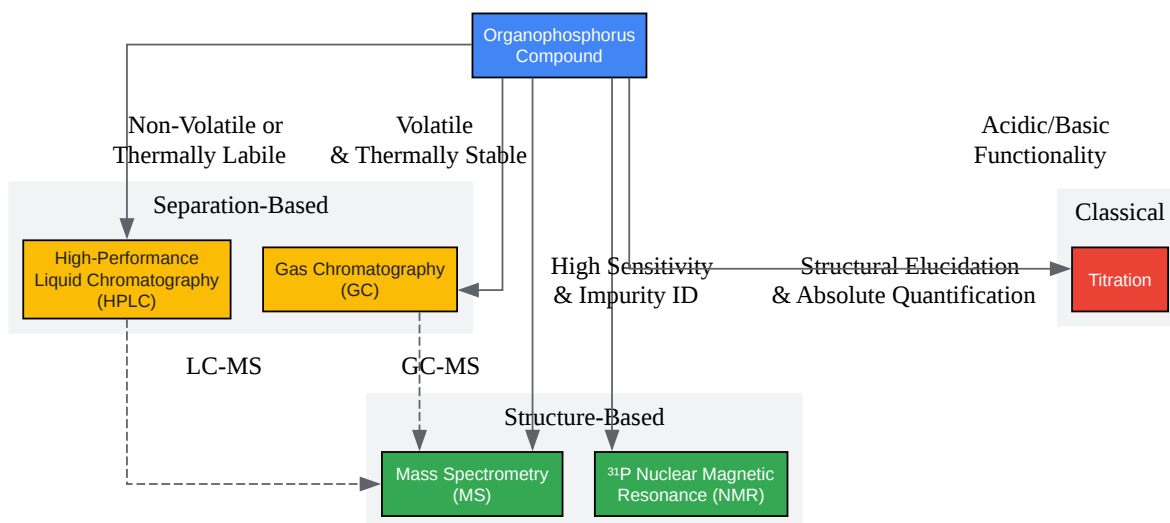 Organophosphorus
Compound
Non-Volatile or
Thermally Labile
Volatile
& Thermally Stable
Acidic/Basic
Functionality
Separation-Based
Classical
High-Performance
Liquid Chromatography
(HPLC)
Gas Chromatography
(GC)
High Sensitivity
& Impurity ID
Structural Elucidation
& Absolute Quantification
Titration
LC-MS
GC-MS
Structure-Based
Mass Spectrometry
(MS)
³¹P Nuclear Magnetic
Resonance (NMR)